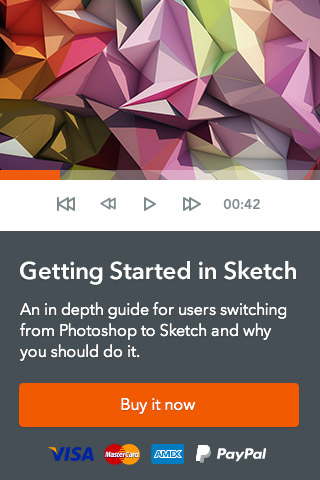 00:42
Getting Started in Sketch
An in depth guide for users switching
from Photoshop to Sketch and why
you should do it.
Buy it now
VISA MasterCard AMEX PayPal